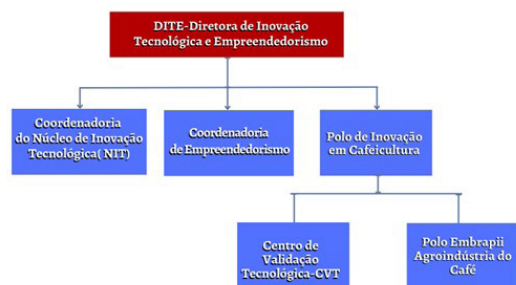 DITE-Diretora de Inovação
Tecnológica e Empreendedorismo
Coordenadoria
do Núcleo de Inovação
Tecnológica( NIT)
Coordenadoria
de Empreendedorismo
Polo de Inovação
em Cafeicultura
Centro de
Validação
Tecnológica-CVT
Polo Embrapii
Agroindústria do
Café